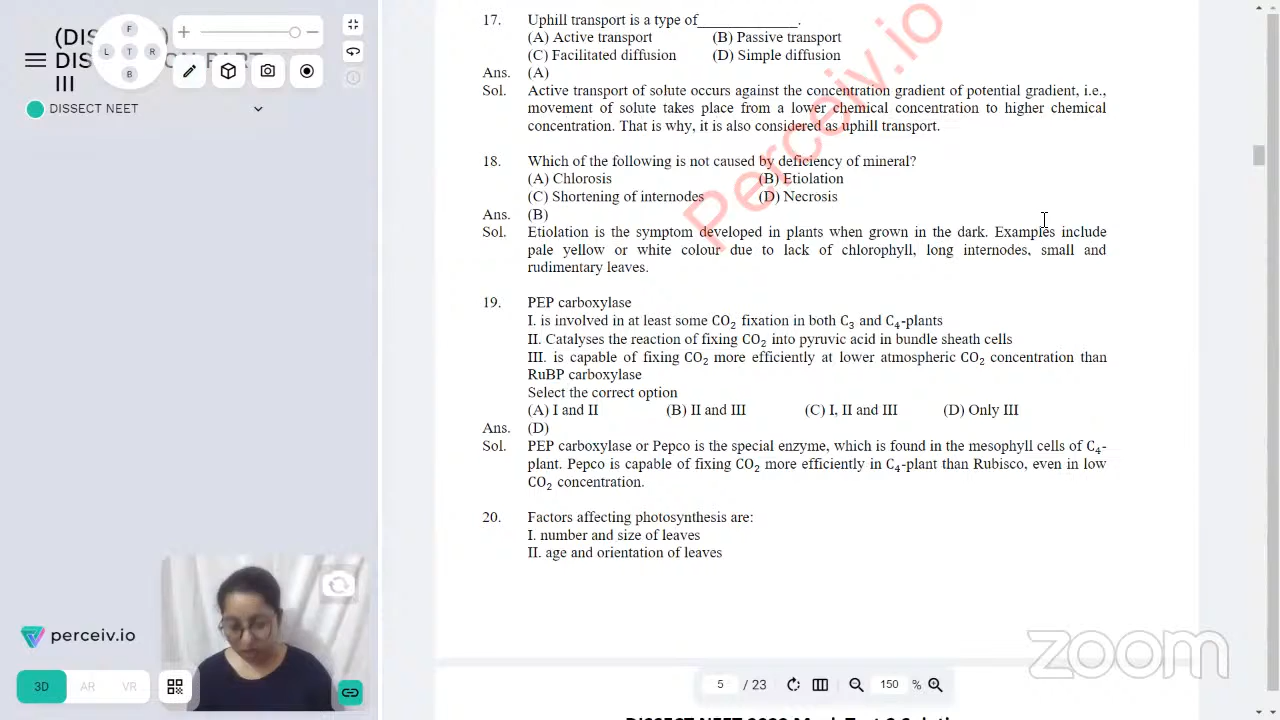 (DIS
DIS
III
DISSECT NEET
F
L T R
B
17. Uphill transport is a type of_____________.
(A) Active transport (B) Passive transport
(C) Facilitated diffusion (D) Simple diffusion
Ans. (A)
Sol. Active transport of solute occurs against the concentration gradient of potential gradient, i.e.,
movement of solute takes place from a lower chemical concentration to higher chemical
concentration. That is why, it is also considered as uphill transport.
18. Which of the following is not caused by deficiency of mineral?
(A) Chlorosis (B) Etiolation
(C) Shortening of internodes (D) Necrosis
Ans. (B)
Sol. Etiolation is the symptom developed in plants when grown in the dark. Examples include
pale yellow or white colour due to lack of chlorophyll, long internodes, small and
rudimentary leaves.
19. PEP carboxylase
I. is involved in at least some CO₂ fixation in both C₃ and C₄-plants
II. Catalyses the reaction of fixing CO₂ into pyruvic acid in bundle sheath cells
III. is capable of fixing CO₂ more efficiently at lower atmospheric CO₂ concentration than
RuBP carboxylase
Select the correct option
(A) I and II (B) II and III (C) I, II and III (D) Only III
Ans. (D)
Sol. PEP carboxylase or Pepco is the special enzyme, which is found in the mesophyll cells of C₄-
plant. Pepco is capable of fixing CO₂ more efficiently in C₄-plant than Rubisco, even in low
CO₂ concentration.
20. Factors affecting photosynthesis are:
I. number and size of leaves
II. age and orientation of leaves
Perceiv.io
perceiv.io
3D AR VR
zoom
5 / 23 150 %